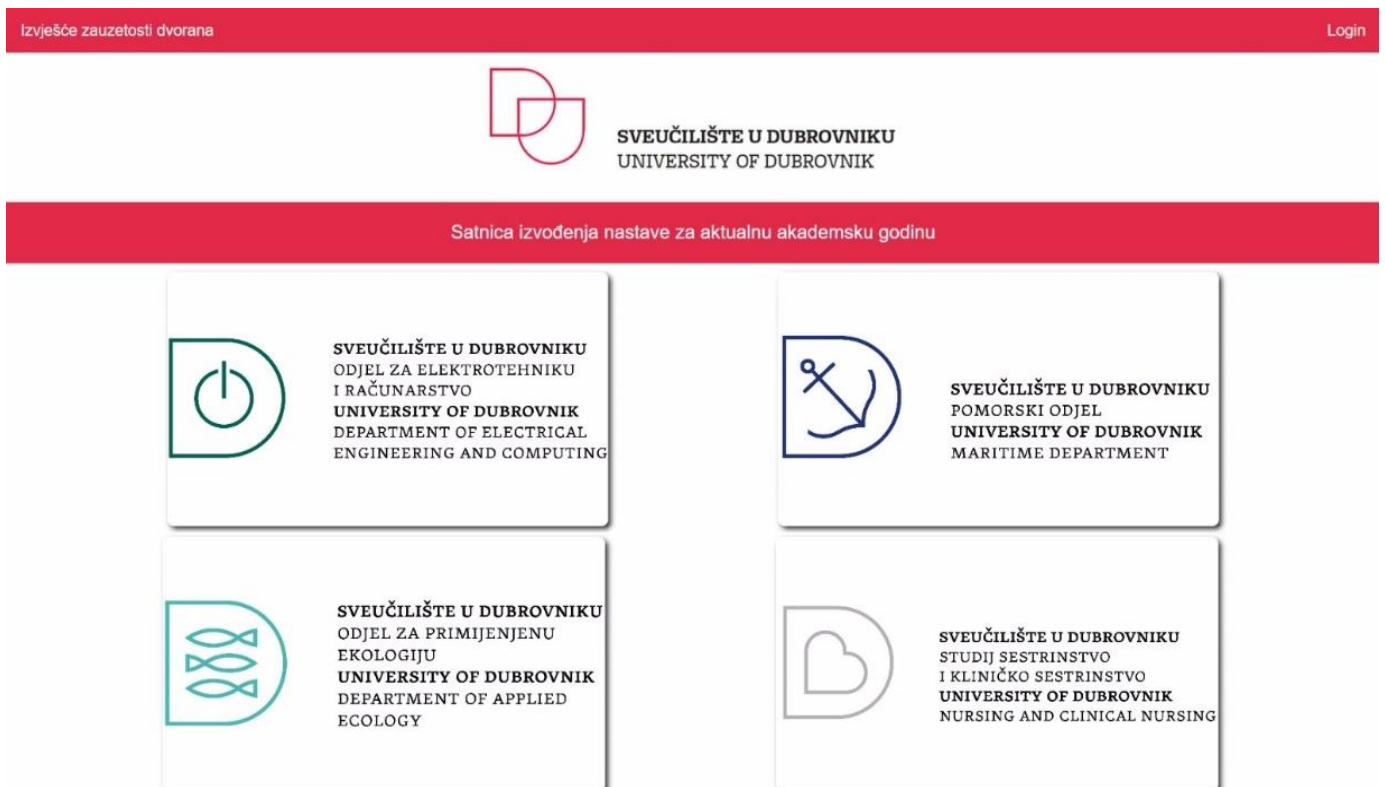 Izvješće zauzetosti dvorana
Login
SVEUČILIŠTE U DUBROVNIKU
UNIVERSITY OF DUBROVNIK
Satnica izvođenja nastave za aktualnu akademsku godinu
SVEUČILIŠTE U DUBROVNIKU
ODJEL ZA ELEKTROTEHNIKU
I RAČUNARSTVO
UNIVERSITY OF DUBROVNIK
DEPARTMENT OF ELECTRICAL
ENGINEERING AND COMPUTING
SVEUČILIŠTE U DUBROVNIKU
POMORSKI ODJEL
UNIVERSITY OF DUBROVNIK
MARITIME DEPARTMENT
SVEUČILIŠTE U DUBROVNIKU
ODJEL ZA PRIMIJENJENU
EKOLOGIJU
UNIVERSITY OF DUBROVNIK
DEPARTMENT OF APPLIED
ECOLOGY
SVEUČILIŠTE U DUBROVNIKU
STUDIJ SESTRINSTVO
I KLINIČKO SESTRINSTVO
UNIVERSITY OF DUBROVNIK
NURSING AND CLINICAL NURSING